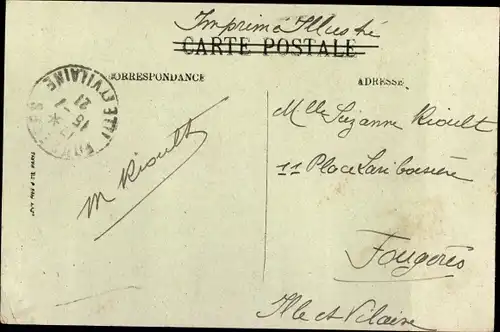 Imprimé Illustré
CARTE POSTALE
CORRESPONDANCE
ADRESSE
ILLE ET VILAINE
15
21
M Rioult
Mlle Suzanne Rioult
11 Place Lariboisière
Fougères
Ille et Vilaine